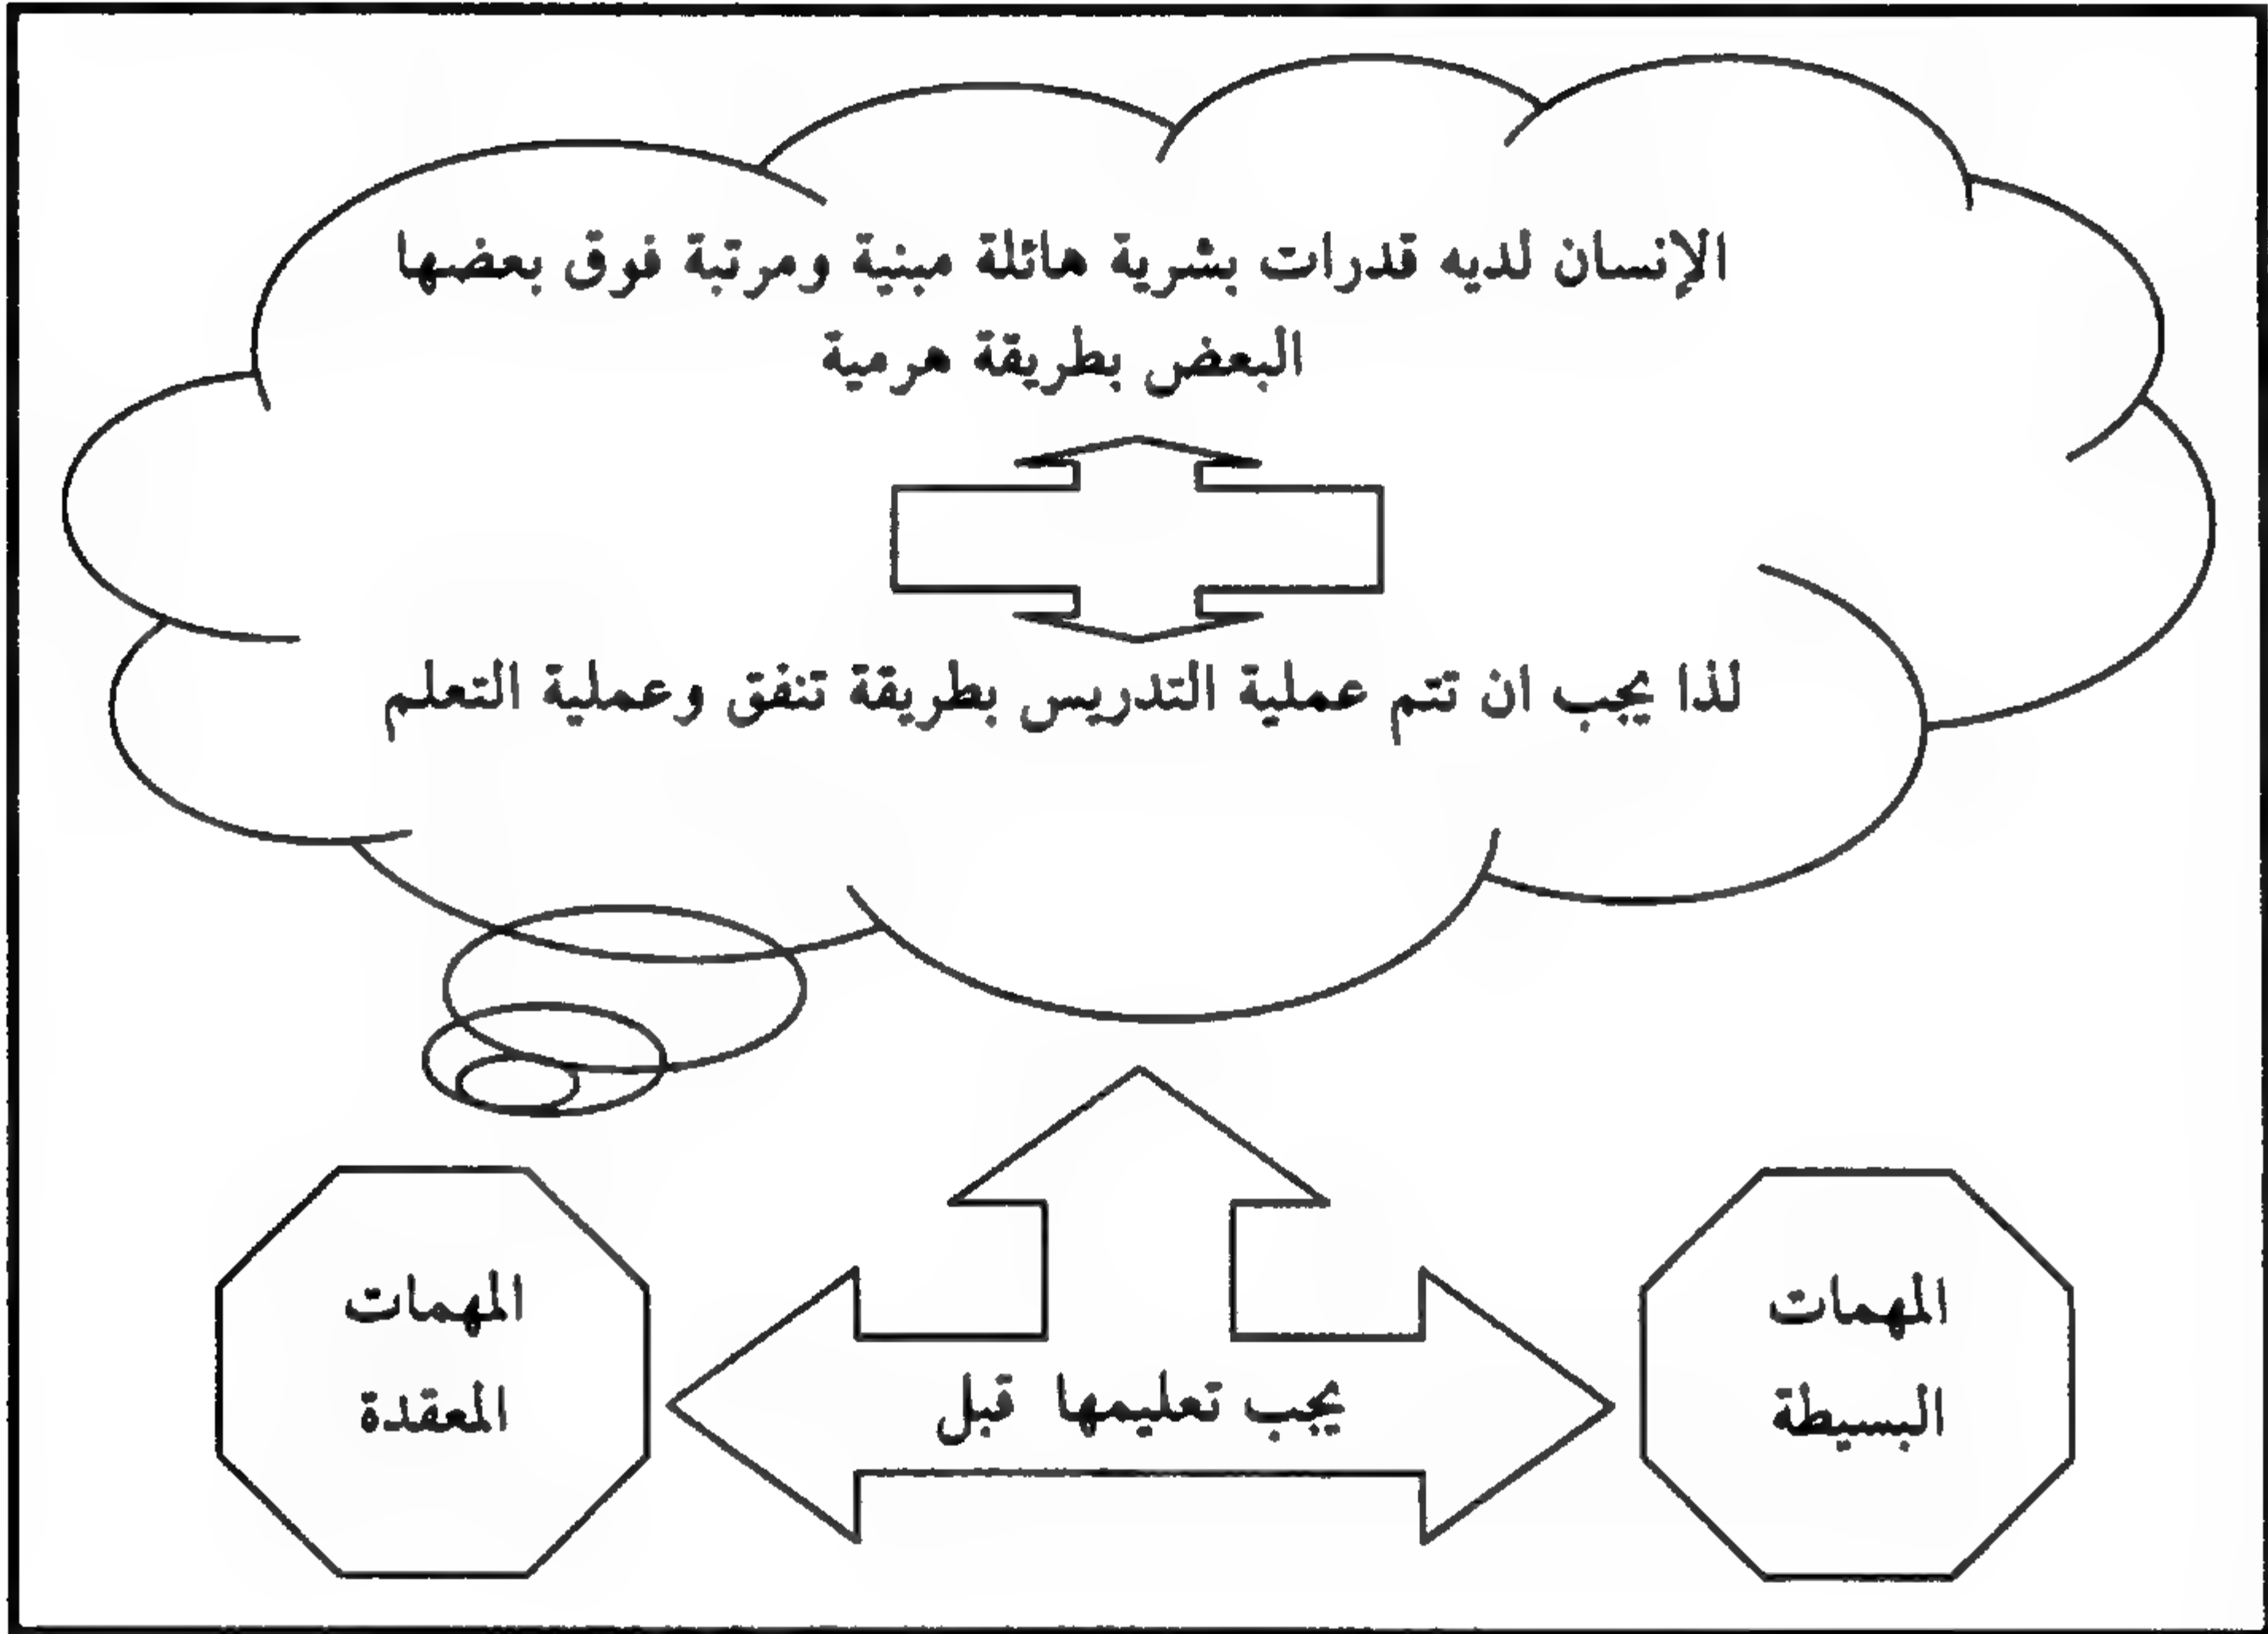 الإنسان لديه قدرات بشرية هائلة مبنية ومرتبة فوق بعضها
البعض بطريقة هرمية
لذا يجب ان تتم عملية التدريس بطريقة تتفق وعملية التعلم
المهمات
البسيطة
يجب تعليمها قبل
المهمات
المعقدة